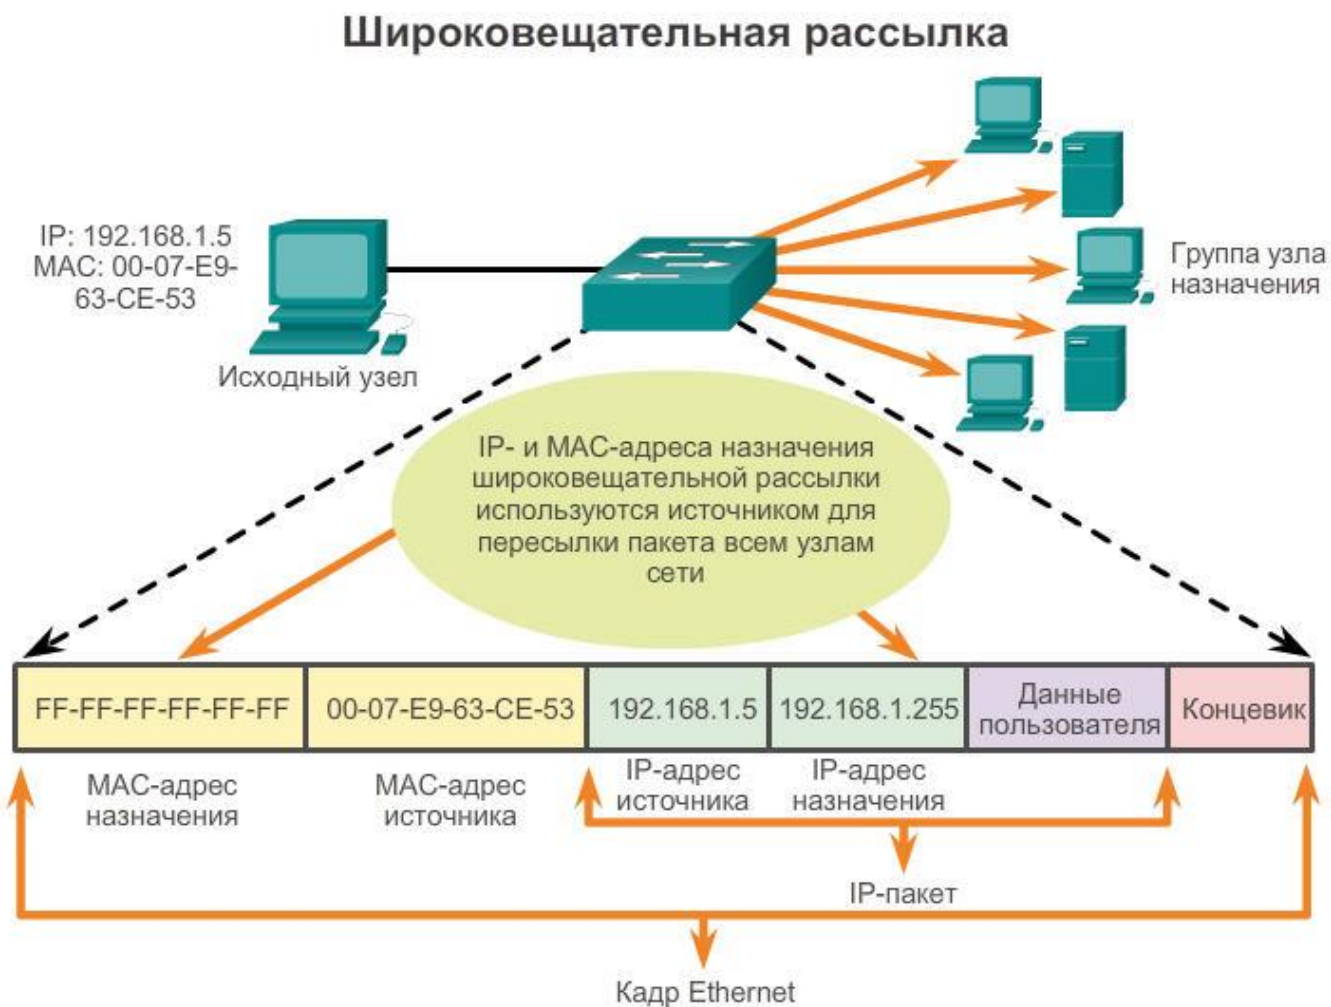 Широковещательная рассылка
IP: 192.168.1.5
MAC: 00-07-E9-
63-CE-53
Исходный узел
Группа узла
назначения
IP- и MAC-адреса назначения
широковещательной рассылки
используются источником для
пересылки пакета всем узлам
сети
FF-FF-FF-FF-FF-FF
00-07-E9-63-CE-53
192.168.1.5
192.168.1.255
Данные
пользователя
Концевик
MAC-адрес
назначения
MAC-адрес
источника
IP-адрес
источника
IP-адрес
назначения
IP-пакет
Кадр Ethernet